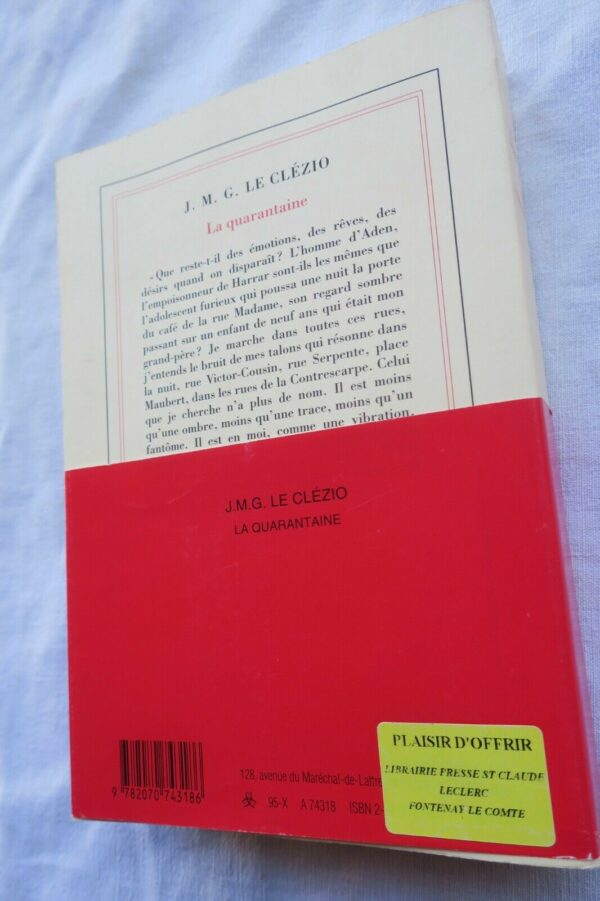 J. M. G. LE CLÉZIO
La quarantaine
« Que reste-t-il des émotions, des rêves, des
désirs quand on disparaît ? L'homme d'Aden,
l'empoisonneur de Harrar sont-ils les mêmes que
l'adolescent furieux qui poussa une nuit la porte
du café de la rue Madame, son regard sombre
passant sur un enfant de neuf ans qui était mon
grand-père ? Je marche dans toutes ces rues,
j'entends le bruit de mes talons qui résonne dans
la nuit, rue Victor-Cousin, rue Serpente, place
Maubert, dans les rues de la Contrescarpe. Celui
que je cherche n'a plus de nom. Il est moins
qu'une ombre, moins qu'une trace, moins qu'un
fantôme. Il est en moi, comme une vibration,
J.M.G. LE CLÉZIO
LA QUARANTAINE
128, avenue du Maréchal-de-Lattre
9 782070 743186
95-X A 74318 ISBN 2-
PLAISIR D'OFFRIR
LIBRAIRIE PRESSE ST CLAUDE
LECLERC
FONTENAY LE COMTE